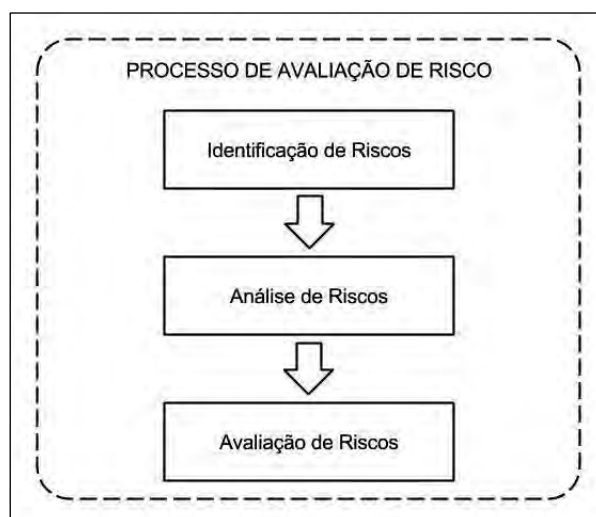 PROCESSO DE AVALIAÇÃO DE RISCO
Identificação de Riscos
Análise de Riscos
Avaliação de Riscos